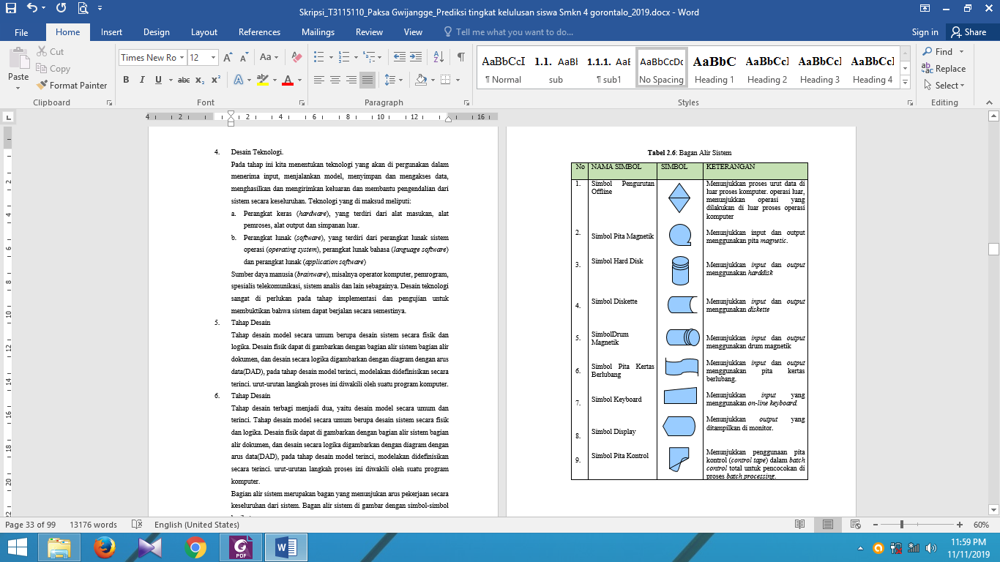 Skripsi_T3115110_Paksa Gwijangge_Prediksi tingkat kelulusan siswa Smkn 4 gorontalo_2019.docx - Word
File Home Insert Design Layout References Mailings Review View Tell me what you want to do... Sign in Share
Paste Cut Copy Format Painter Clipboard
Times New Ro 12 Font
Paragraph
AaBbCcI AaBl AaE AaBbCcDc AaBbC AaBbCcl AaBbCcI AaBbCcI
¶ Normal sub ¶ sub1 No Spacing Heading 1 Heading 2 Heading 3 Heading 4
Styles
Find Replace Select Editing
4 2 2 4 6 8 10 12 16
4. Desain Teknologi.
Pada tahap ini kita menentukan teknologi yang akan di pergunakan dalam
menerima input, menjalankan model, menyimpan dan mengakses data,
menghasilkan dan mengirimkan keluaran dan membantu pengendalian dari
sistem secara keseluruhan. Teknologi yang di maksud meliputi:
a. Perangkat keras (hardware), yang terdiri dari alat masukan, alat
pemroses, alat output dan simpanan luar.
b. Perangkat lunak (software), yang terdiri dari perangkat lunak sistem
operasi (operating system), perangkat lunak bahasa (language software)
dan perangkat lunak (application software)
Sumber daya manusia (brainware), misalnya operator komputer, pemrogram,
spesialis telekomunikasi, sistem analis dan lain sebagainya. Desain teknologi
sangat di perlukan pada tahap implementasi dan pengujian untuk
membuktikan bahwa sistem dapat berjalan secara semestinya.
5. Tahap Desain
Tahap desain model secara umum berupa desain sistem secara fisik dan
logika. Desain fisik dapat di gambarkan dengan bagian alir sistem bagian alir
dokumen, dan desain secara logika digambarkan dengan diagram dengan arus
data(DAD), pada tahap desain model terinci, modelakan didefinisikan secara
terinci. urut-urutan langkah proses ini diwakili oleh suatu program komputer.
6. Tahap Desain
Tahap desain terbagi menjadi dua, yaitu desain model secara umum dan
terinci. Tahap desain model secara umum berupa desain sistem secara fisik
dan logika. Desain fisik dapat di gambarkan dengan bagian alir sistem bagian
alir dokumen, dan desain secara logika digambarkan dengan diagram dengan
arus data(DAD), pada tahap desain model terinci, modelakan didefinisikan
secara terinci. urut-urutan langkah proses ini diwakili oleh suatu program
komputer.
Bagian alir sistem merupakan bagan yang menunjukan arus pekerjaan secara
keseluruhan dari sistem. Bagan alir sistem di gambar dengan simbol-simbol
Tabel 2.6: Bagan Alir Sistem
No NAMA SIMBOL SIMBOL KETERANGAN
1. Simbol Pengurutan Offline Menunjukkan proses urut data di luar proses komputer. operasi luar, menunjukkan operasi yang dilakukan di luar proses operasi komputer
2. Simbol Pita Magnetik Menunjukkan input dan output menggunakan pita magnetic.
3. Simbol Hard Disk Menunjukkan input dan output menggunakan harddisk
4. Simbol Diskette Menunjukkan input dan output menggunakan diskette
5. SimbolDrum Magnetik Menunjukkan input dan output menggunakan drum magnetik
6. Simbol Pita Kertas Berlubang Menunjukkan input dan output menggunakan pita kertas berlubang.
7. Simbol Keyboard Menunjukkan input yang menggunakan on-line keyboard.
8. Simbol Display Menunjukkan output yang ditampilkan di monitor.
9. Simbol Pita Kontrol Menunjukkan penggunaan pita kontrol (control tape) dalam batch control total untuk pencocokan di proses batch processing.
Page 33 of 99 13176 words English (United States) 60%
11:59 PM
11/11/2019